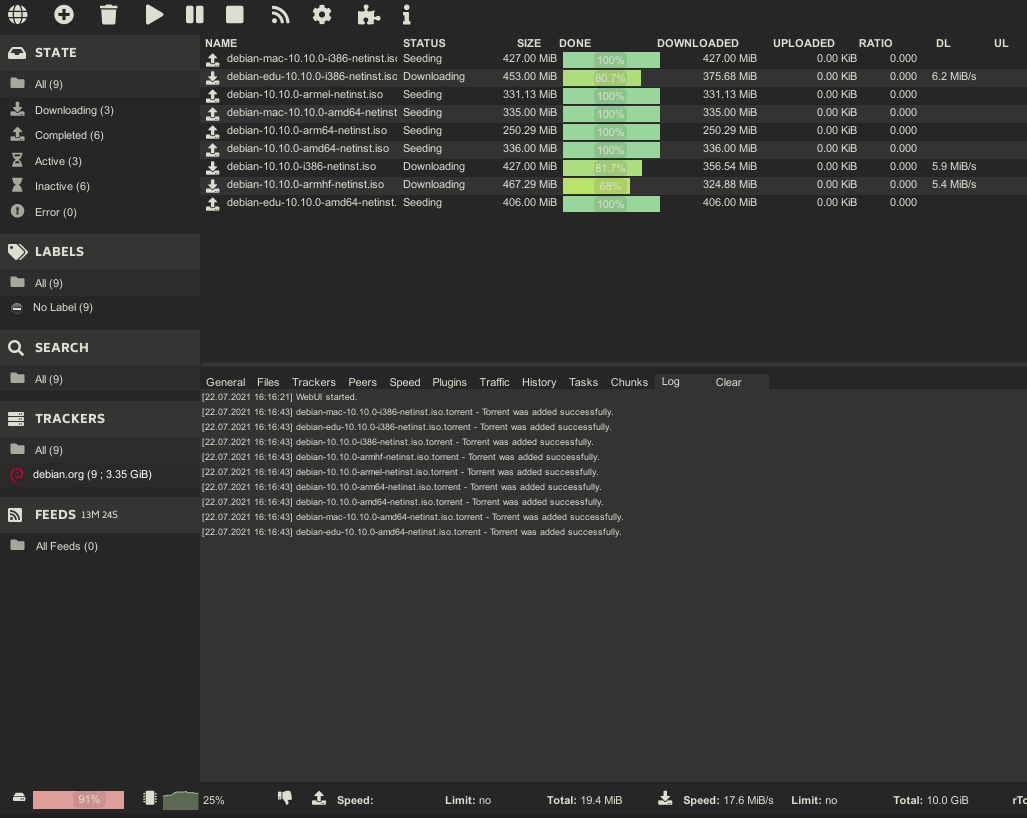 STATE
All (9)
Downloading (3)
Completed (6)
Active (3)
Inactive (6)
Error (0)
LABELS
All (9)
No Label (9)
SEARCH
All (9)
TRACKERS
All (9)
debian.org (9 ; 3.35 GiB)
FEEDS 13M 24S
All Feeds (0)
NAME STATUS SIZE DONE DOWNLOADED UPLOADED RATIO DL UL
debian-mac-10.10.0-i386-netinst.iso Seeding 427.00 MiB 100% 427.00 MiB 0.00 KiB 0.000
debian-edu-10.10.0-i386-netinst.iso Downloading 453.00 MiB 80.7% 375.68 MiB 0.00 KiB 0.000 6.2 MiB/s
debian-10.10.0-armel-netinst.iso Seeding 331.13 MiB 100% 331.13 MiB 0.00 KiB 0.000
debian-mac-10.10.0-amd64-netinst Seeding 335.00 MiB 100% 335.00 MiB 0.00 KiB 0.000
debian-10.10.0-arm64-netinst.iso Seeding 250.29 MiB 100% 250.29 MiB 0.00 KiB 0.000
debian-10.10.0-amd64-netinst.iso Seeding 336.00 MiB 100% 336.00 MiB 0.00 KiB 0.000
debian-10.10.0-i386-netinst.iso Downloading 427.00 MiB 81.7% 356.54 MiB 0.00 KiB 0.000 5.9 MiB/s
debian-10.10.0-armhf-netinst.iso Downloading 467.29 MiB 68% 324.88 MiB 0.00 KiB 0.000 5.4 MiB/s
debian-edu-10.10.0-amd64-netinst. Seeding 406.00 MiB 100% 406.00 MiB 0.00 KiB 0.000
General Files Trackers Peers Speed Plugins Traffic History Tasks Chunks Log Clear
[22.07.2021 16:16:21] WebUI started.
[22.07.2021 16:16:43] debian-mac-10.10.0-i386-netinst.iso.torrent - Torrent was added successfully.
[22.07.2021 16:16:43] debian-edu-10.10.0-i386-netinst.iso.torrent - Torrent was added successfully.
[22.07.2021 16:16:43] debian-10.10.0-i386-netinst.iso.torrent - Torrent was added successfully.
[22.07.2021 16:16:43] debian-10.10.0-armhf-netinst.iso.torrent - Torrent was added successfully.
[22.07.2021 16:16:43] debian-10.10.0-armel-netinst.iso.torrent - Torrent was added successfully.
[22.07.2021 16:16:43] debian-10.10.0-arm64-netinst.iso.torrent - Torrent was added successfully.
[22.07.2021 16:16:43] debian-10.10.0-amd64-netinst.iso.torrent - Torrent was added successfully.
[22.07.2021 16:16:43] debian-mac-10.10.0-amd64-netinst.iso.torrent - Torrent was added successfully.
[22.07.2021 16:16:43] debian-edu-10.10.0-amd64-netinst.iso.torrent - Torrent was added successfully.
91% 25% Speed: Limit: no Total: 19.4 MiB Speed: 17.6 MiB/s Limit: no Total: 10.0 GiB rTo